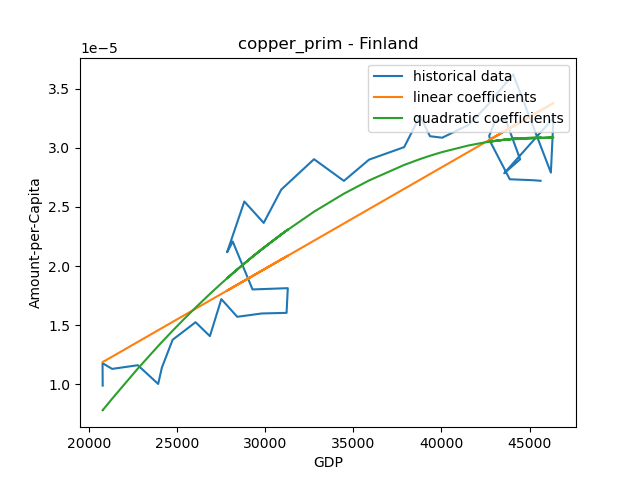 copper_prim - Finland
1e−5
historical data
linear coefficients
quadratic coefficients
3.5
3.0
2.5
2.0
1.5
1.0
Amount-per-Capita
20000 25000 30000 35000 40000 45000
GDP